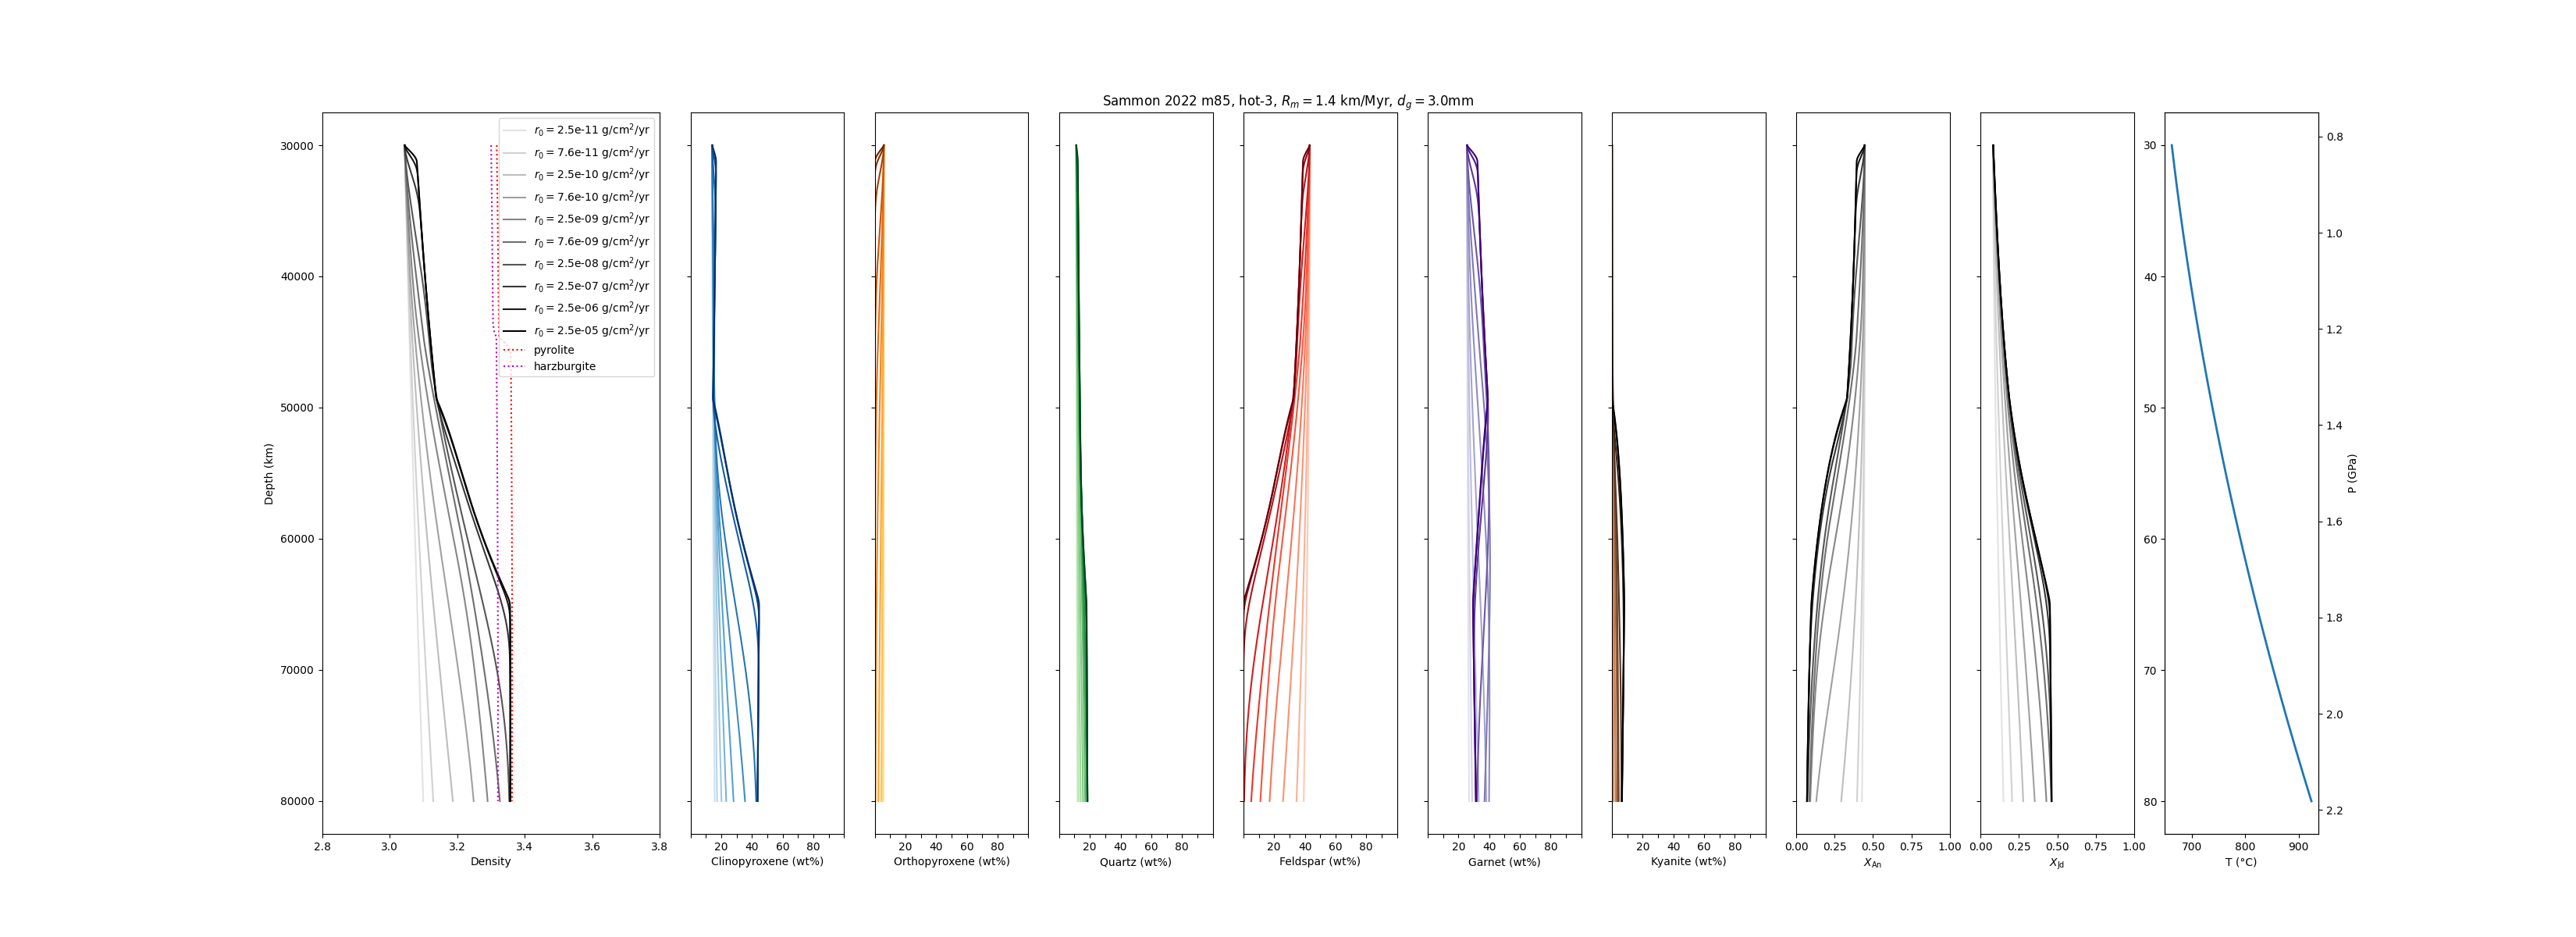 Sammon 2022 m85, hot-3, R_m = 1.4 km/Myr, d_g = 3.0mm
r_0 = 2.5e-11 g/cm²/yr
r_0 = 7.6e-11 g/cm²/yr
r_0 = 2.5e-10 g/cm²/yr
r_0 = 7.6e-10 g/cm²/yr
r_0 = 2.5e-09 g/cm²/yr
r_0 = 7.6e-09 g/cm²/yr
r_0 = 2.5e-08 g/cm²/yr
r_0 = 2.5e-07 g/cm²/yr
r_0 = 2.5e-06 g/cm²/yr
r_0 = 2.5e-05 g/cm²/yr
pyrolite
harzburgite
30000
40000
50000
60000
70000
80000
Depth (km)
2.8 3.0 3.2 3.4 3.6 3.8
Density
20 40 60 80
Clinopyroxene (wt%)
20 40 60 80
Orthopyroxene (wt%)
20 40 60 80
Quartz (wt%)
20 40 60 80
Feldspar (wt%)
20 40 60 80
Garnet (wt%)
20 40 60 80
Kyanite (wt%)
0.00 0.25 0.50 0.75 1.00
X_An
0.00 0.25 0.50 0.75 1.00
X_Jd
30
40
50
60
70
80
700 800 900
T (°C)
0.8
1.0
1.2
1.4
1.6
1.8
2.0
2.2
P (GPa)